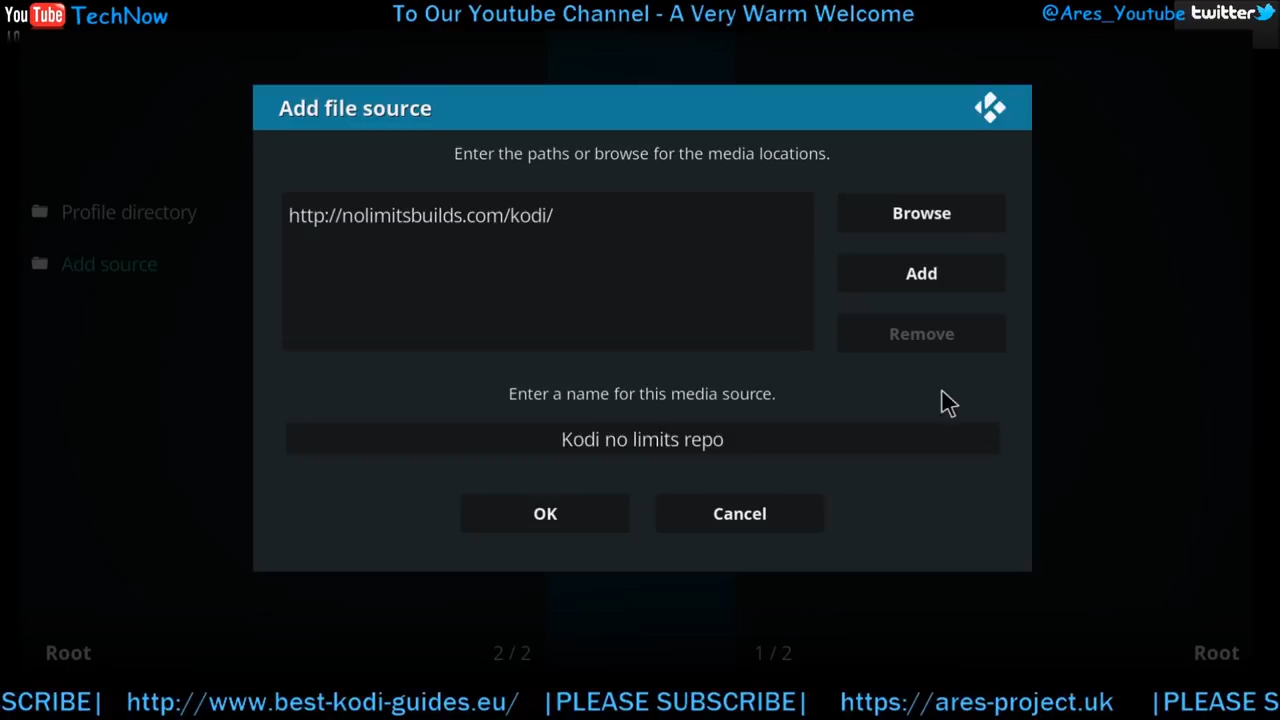 You Tube TechNow
To Our Youtube Channel - A Very Warm Welcome
@Ares_Youtube twitter
Add file source
Enter the paths or browse for the media locations.
http://nolimitsbuilds.com/kodi/
Browse
Profile directory
Add source
Add
Remove
Enter a name for this media source.
Kodi no limits repo
OK
Cancel
Root
2 / 2
1 / 2
Root
SCRIBE| http://www.best-kodi-guides.eu/ |PLEASE SUBSCRIBE| https://ares-project.uk |PLEASE S